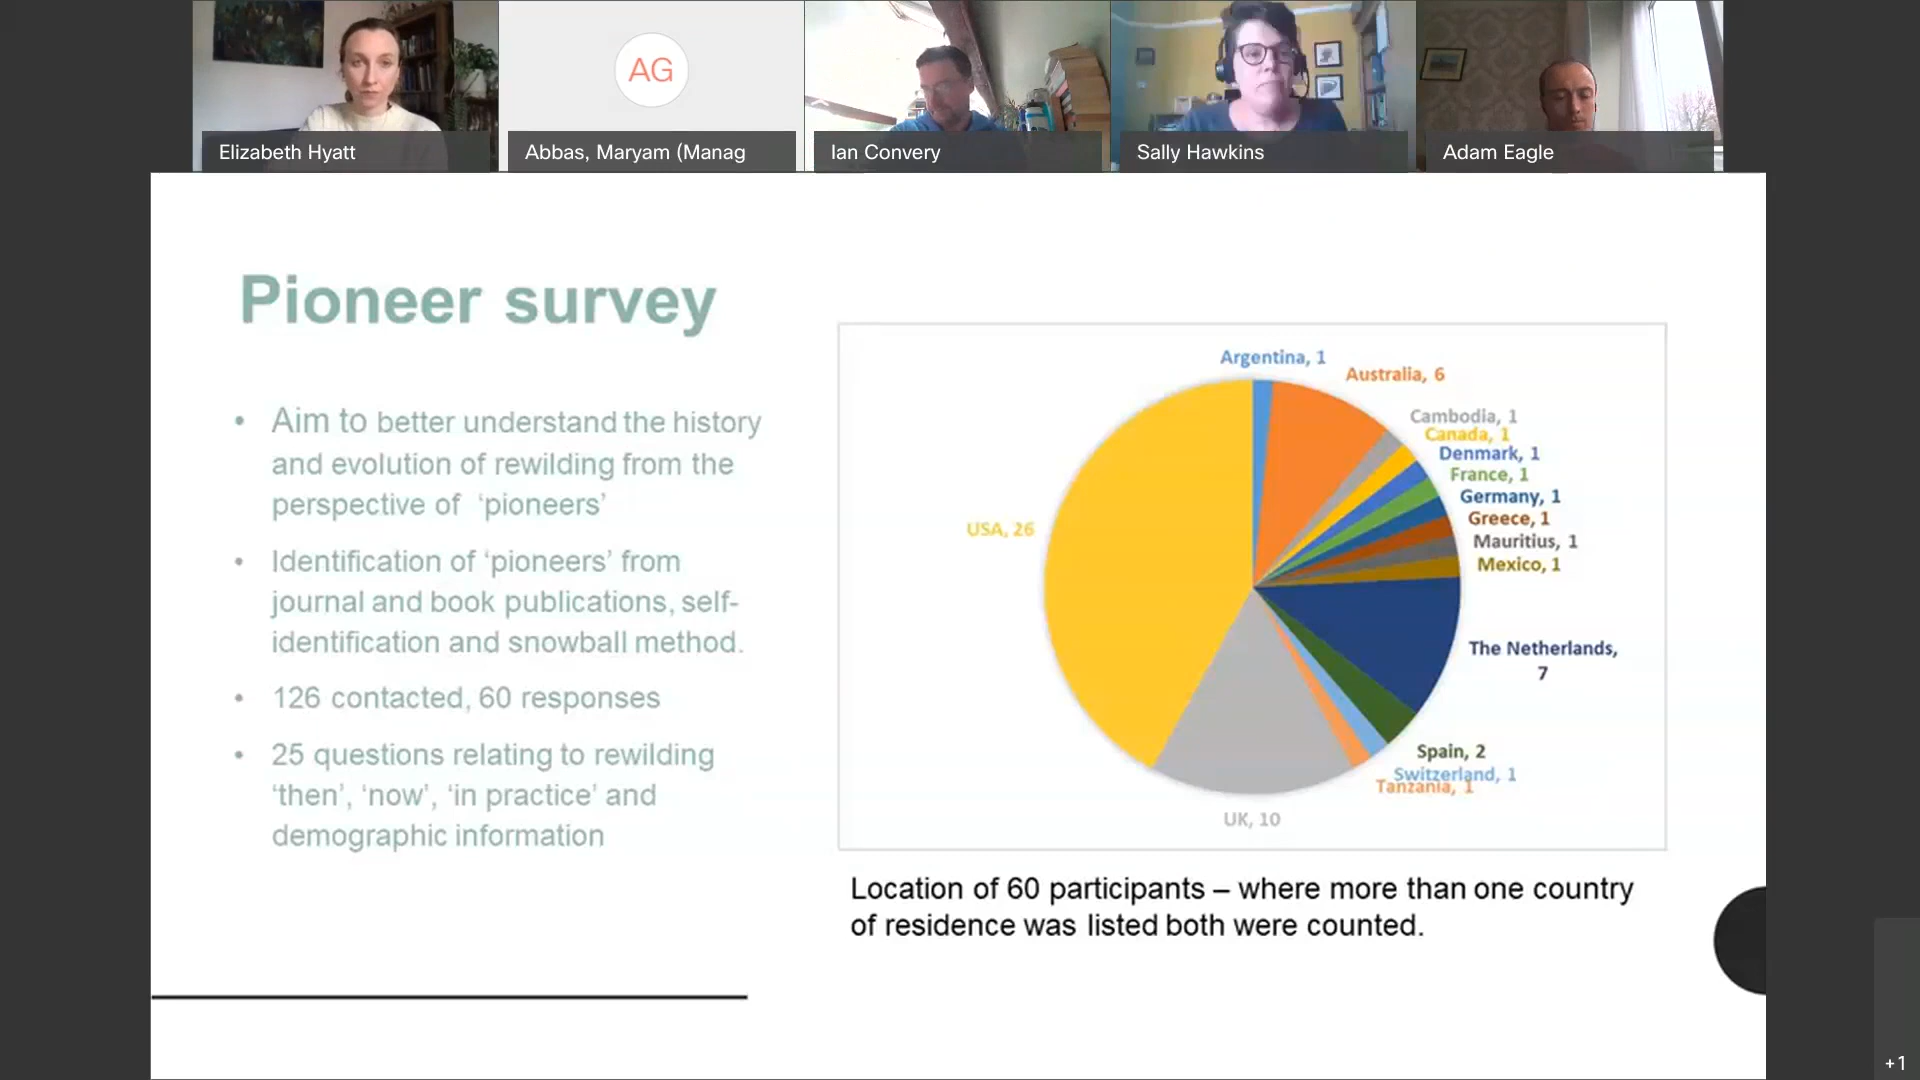 AG
Elizabeth Hyatt
Abbas, Maryam (Manag
Ian Convery
Sally Hawkins
Adam Eagle
Pioneer survey
• Aim to better understand the history
and evolution of rewilding from the
perspective of ‘pioneers’
• Identification of ‘pioneers’ from
journal and book publications, self-
identification and snowball method.
• 126 contacted, 60 responses
• 25 questions relating to rewilding
‘then’, ‘now’, ‘in practice’ and
demographic information
Argentina, 1
Australia, 6
Cambodia, 1
Canada, 1
Denmark, 1
France, 1
Germany, 1
Greece, 1
Mauritius, 1
Mexico, 1
The Netherlands,
7
Spain, 2
Switzerland, 1
Tanzania, 1
UK, 10
USA, 26
Location of 60 participants – where more than one country
of residence was listed both were counted.
+1